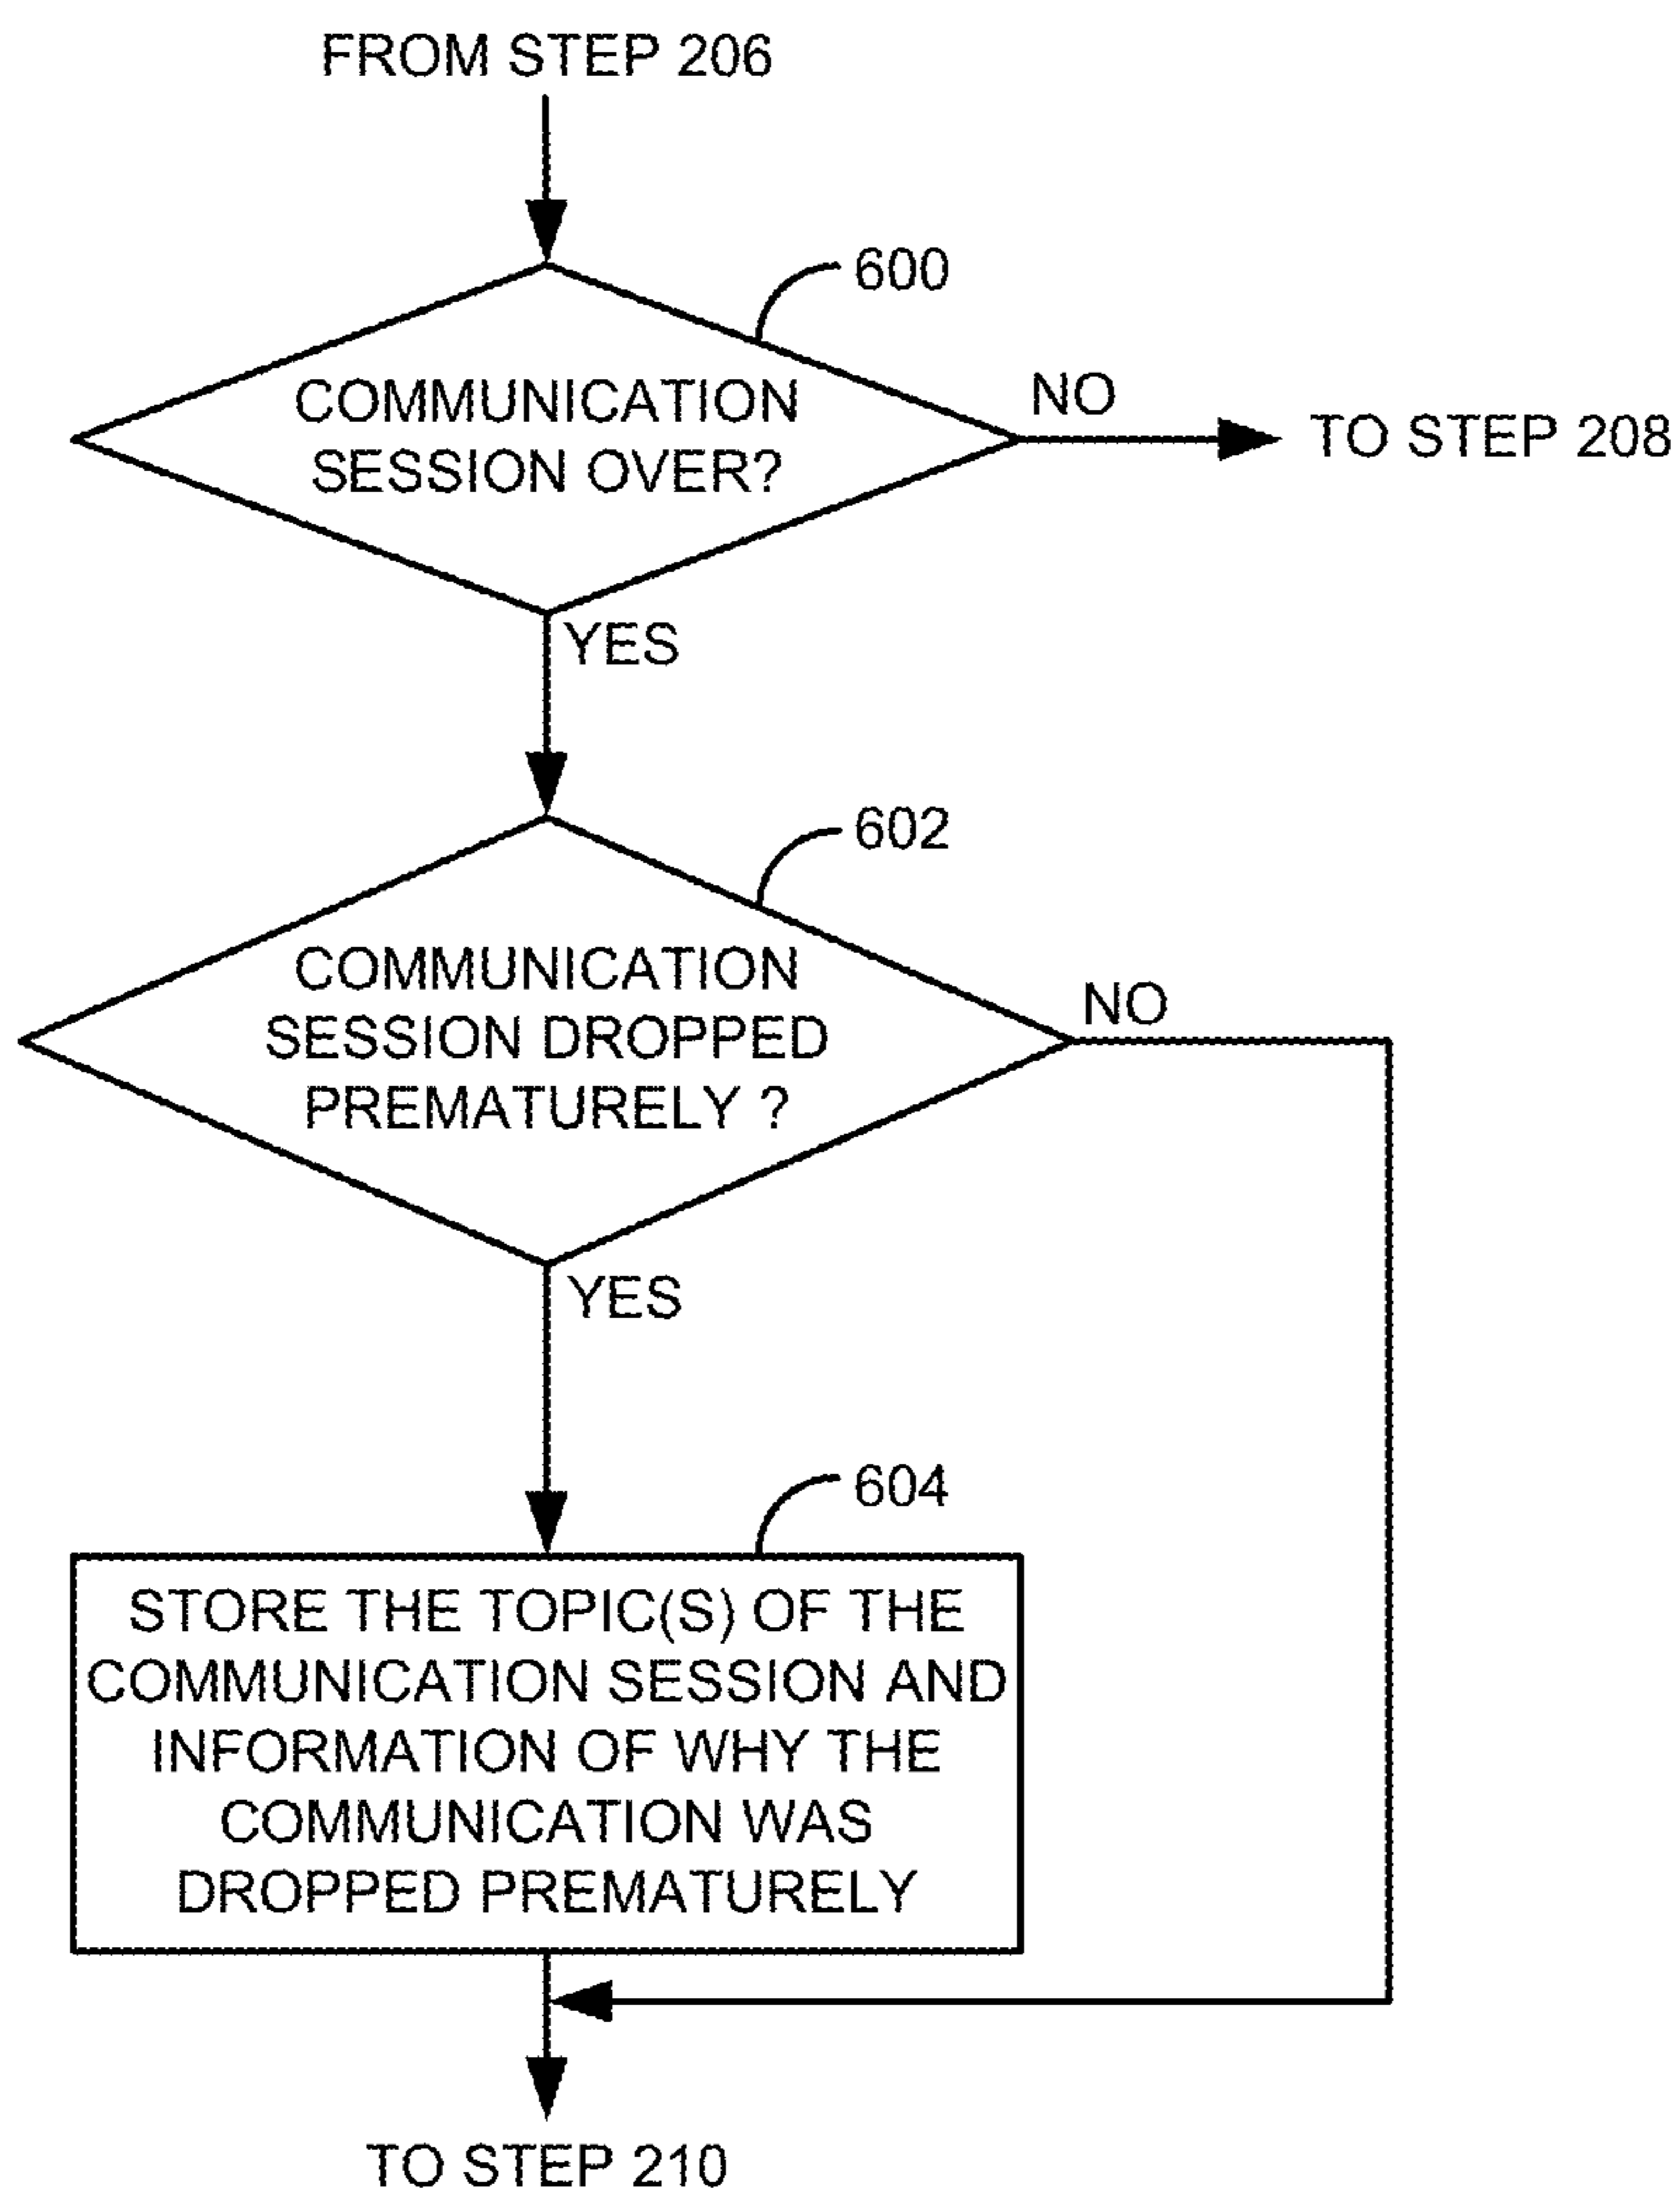 FROM STEP 206
600
COMMUNICATION
SESSION OVER?
NO
TO STEP 208
YES
602
COMMUNICATION
SESSION DROPPED
PREMATURELY ?
NO
YES
604
STORE THE TOPIC(S) OF THE
COMMUNICATION SESSION AND
INFORMATION OF WHY THE
COMMUNICATION WAS
DROPPED PREMATURELY
TO STEP 210